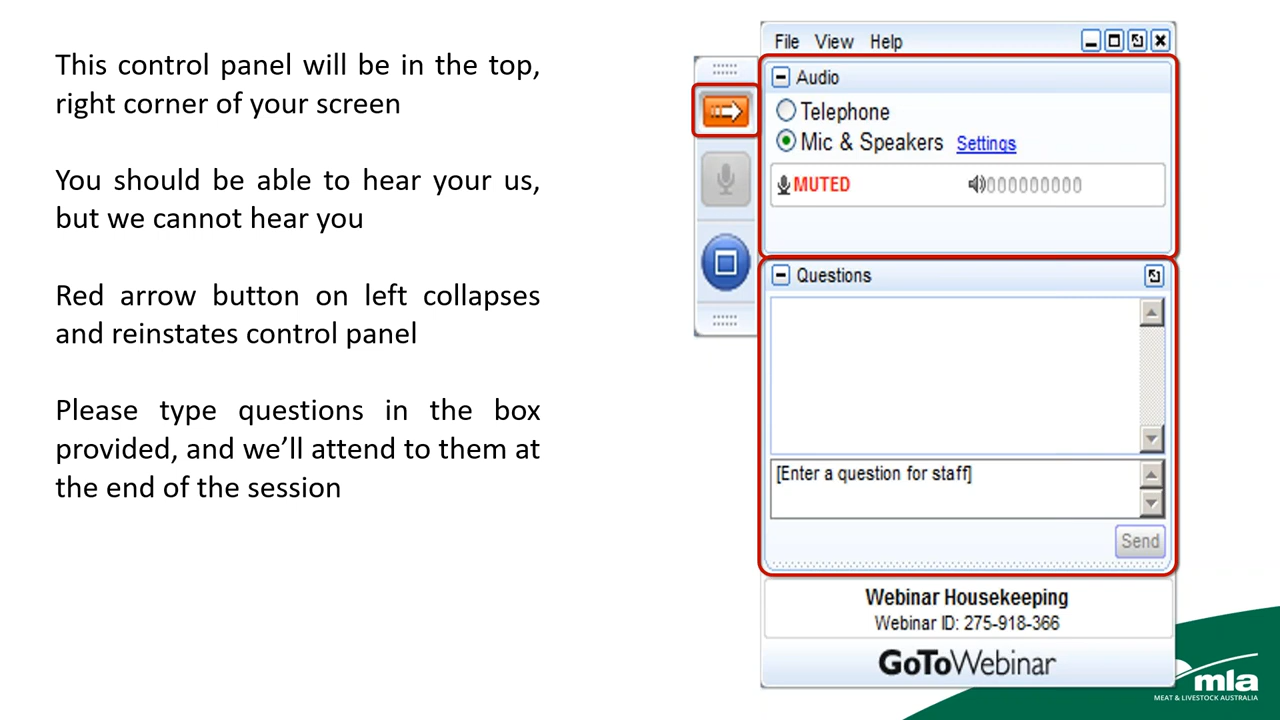 This control panel will be in the top,
right corner of your screen
You should be able to hear your us,
but we cannot hear you
Red arrow button on left collapses
and reinstates control panel
Please type questions in the box
provided, and we'll attend to them at
the end of the session
File View Help
Audio
Telephone
Mic & Speakers Settings
MUTED
Questions
[Enter a question for staff]
Send
Webinar Housekeeping
Webinar ID: 275-918-366
GoToWebinar
mla
MEAT & LIVESTOCK AUSTRALIA